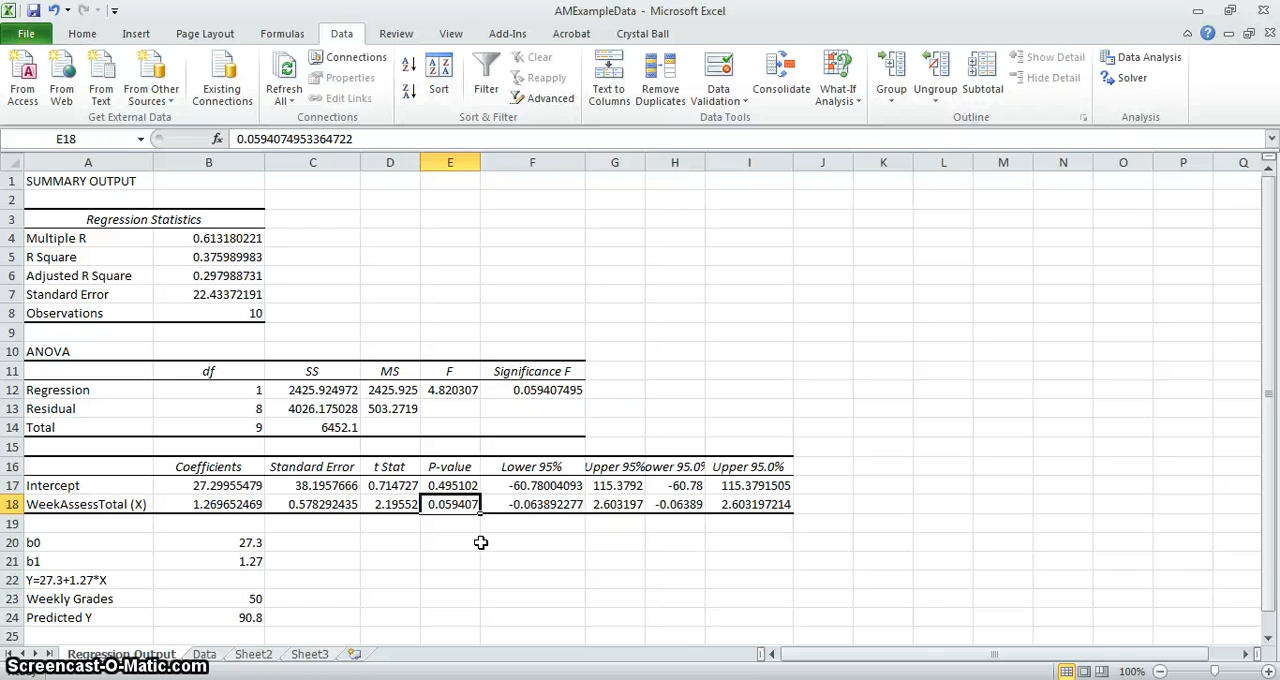 AMExampleData - Microsoft Excel
File Home Insert Page Layout Formulas Data Review View Add-Ins Acrobat Crystal Ball
From Access
From Web
From Text
From Other Sources
Existing Connections
Get External Data
Refresh All
Connections
Properties
Edit Links
Connections
Sort
Filter
Clear
Reapply
Advanced
Sort & Filter
Text to Columns
Remove Duplicates
Data Validation
Consolidate
What-If Analysis
Data Tools
Group
Ungroup
Subtotal
Show Detail
Hide Detail
Outline
Data Analysis
Solver
Analysis
E18 fx 0.0594074953364722
A B C D E F G H I J K L M N O P Q
1 SUMMARY OUTPUT
2
3 Regression Statistics
4 Multiple R 0.613180221
5 R Square 0.375989983
6 Adjusted R Square 0.297988731
7 Standard Error 22.43372191
8 Observations 10
9
10 ANOVA
11 df SS MS F Significance F
12 Regression 1 2425.924972 2425.925 4.820307 0.059407495
13 Residual 8 4026.175028 503.2719
14 Total 9 6452.1
15
16 Coefficients Standard Error t Stat P-value Lower 95% Upper 95% ower 95.0% Upper 95.0%
17 Intercept 27.29955479 38.1957666 0.714727 0.495102 -60.78004093 115.3792 -60.78 115.3791505
18 WeekAssessTotal (X) 1.269652469 0.578292435 2.19552 0.059407 -0.063892277 2.603197 -0.06389 2.603197214
19
20 b0 27.3
21 b1 1.27
22 Y=27.3+1.27*X
23 Weekly Grades 50
24 Predicted Y 90.8
25
Regression Output Data Sheet2 Sheet3
Screencast-O-Matic.com
100%